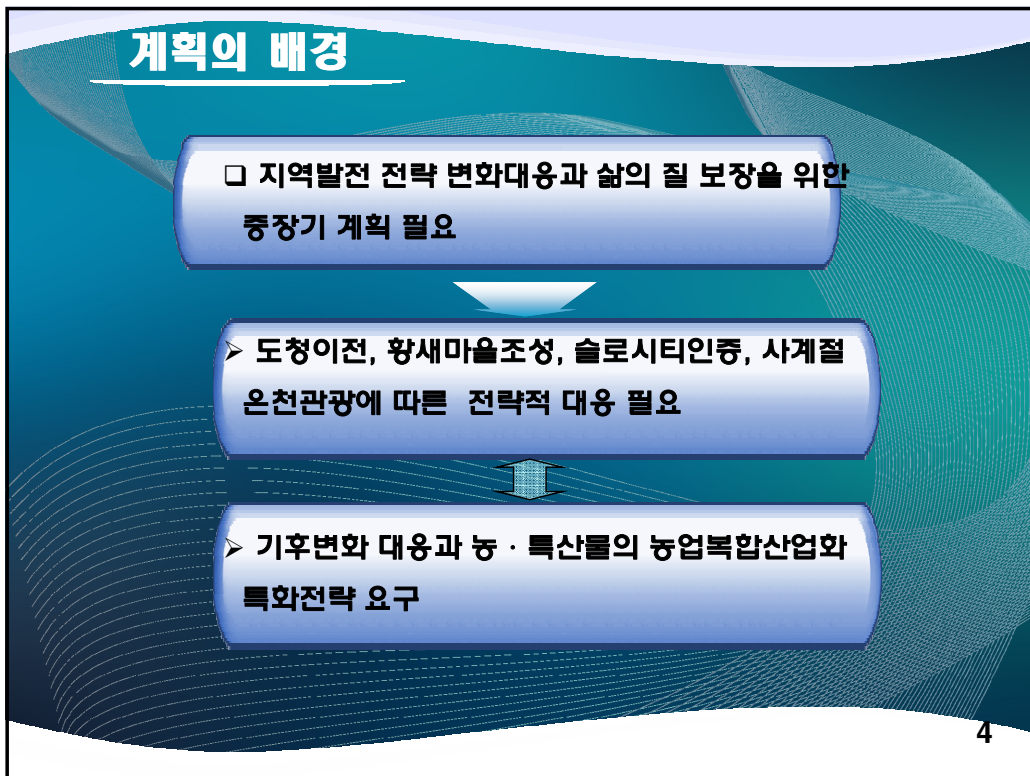 계획의 배경
❑ 지역발전 전략 변화대응과 삶의 질 보장을 위한
중장기 계획 필요
➢ 도청이전, 황새마을조성, 슬로시티인증, 사계절
온천관광에 따른 전략적 대응 필요
➢ 기후변화 대응과 농·특산물의 농업복합산업화
특화전략 요구
4